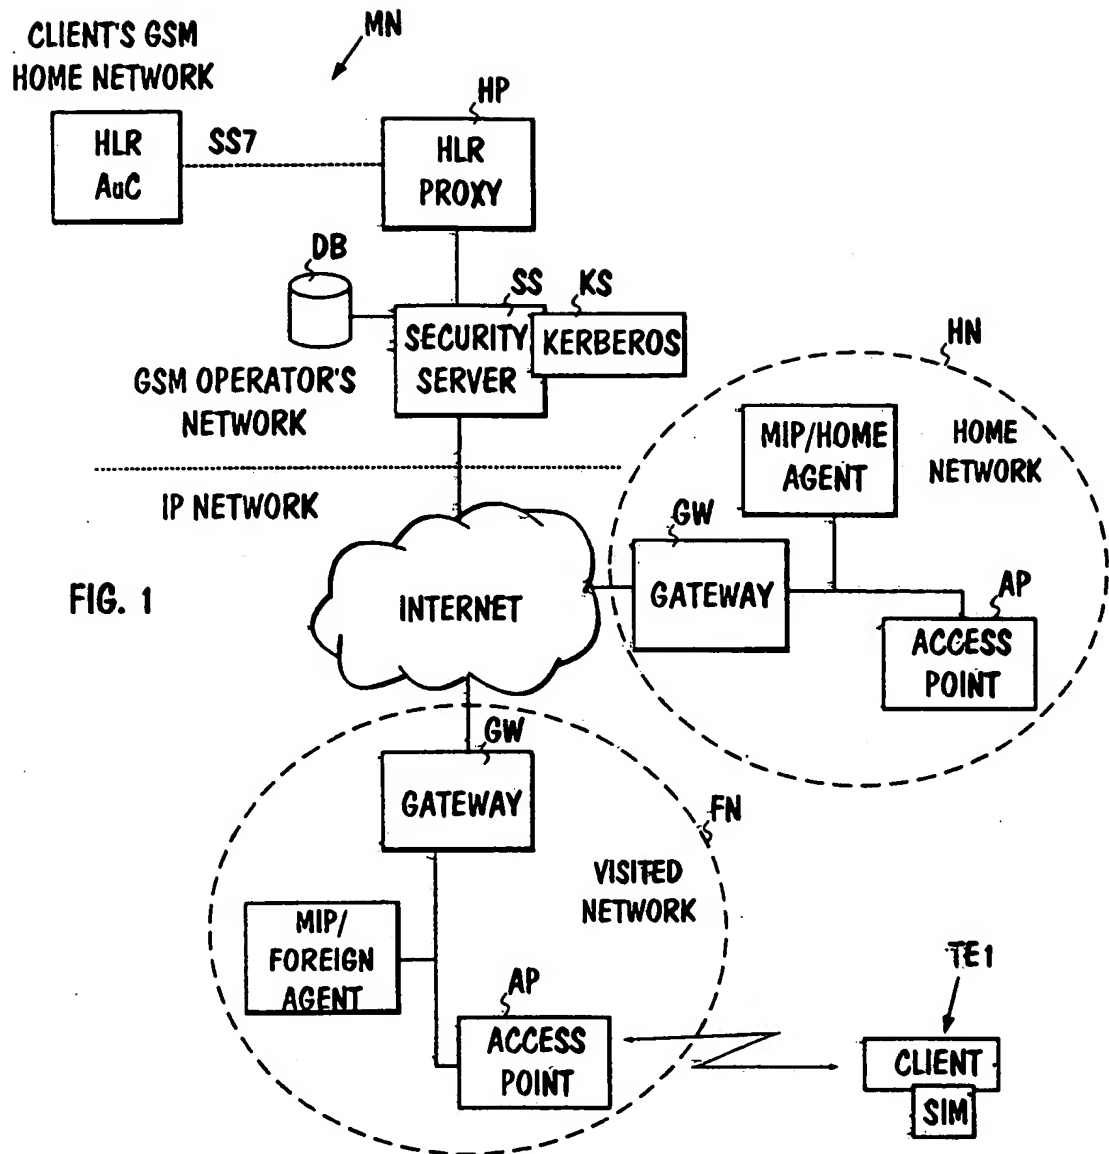 CLIENT'S GSM
HOME NETWORK
MN
HP
HLR
AuC
SS7
HLR
PROXY
DB
SS
KS
SECURITY
SERVER
KERBEROS
GSM OPERATOR'S
NETWORK
HN
MIP/HOME
AGENT
HOME
NETWORK
IP NETWORK
GW
FIG. 1
INTERNET
GATEWAY
AP
ACCESS
POINT
GW
GATEWAY
FN
VISITED
NETWORK
MIP/
FOREIGN
AGENT
AP
ACCESS
POINT
TE1
CLIENT
SIM